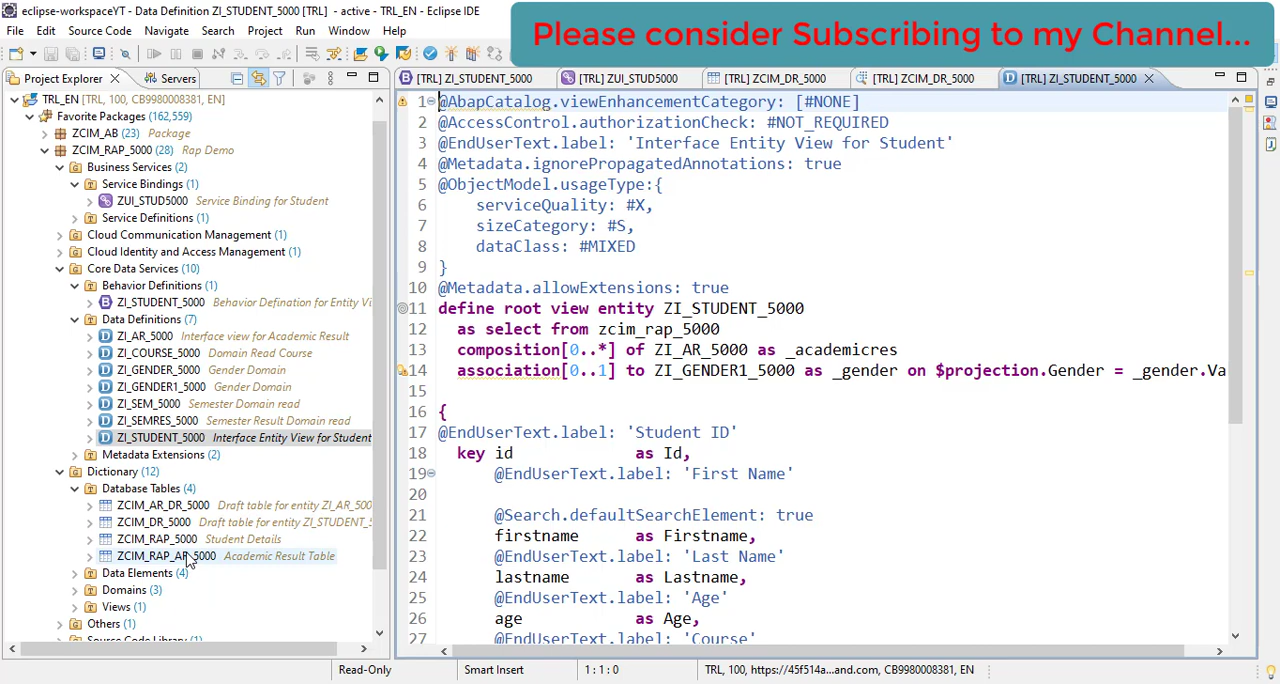 eclipse-workspaceYT - Data Definition ZI_STUDENT_5000 [TRL] - active - TRL_EN - Eclipse IDE
Please consider Subscribing to my Channel...
File Edit Source Code Navigate Search Project Run Window Help
Project Explorer Servers
[TRL] ZI_STUDENT_5000 [TRL] ZUI_STUD5000 [TRL] ZCIM_DR_5000 [TRL] ZCIM_DR_5000 [TRL] ZI_STUDENT_5000
TRL_EN [TRL, 100, CB9980008381, EN]
Favorite Packages (162,559)
ZCIM_AB (23) Package
ZCIM_RAP_5000 (28) Rap Demo
Business Services (2)
Service Bindings (1)
ZUI_STUD5000 Service Binding for Student
Service Definitions (1)
Cloud Communication Management (1)
Cloud Identity and Access Management (1)
Core Data Services (10)
Behavior Definitions (1)
ZI_STUDENT_5000 Behavior Defination for Entity Vi
Data Definitions (7)
ZI_AR_5000 Interface view for Academic Result
ZI_COURSE_5000 Domain Read Course
ZI_GENDER_5000 Gender Domain
ZI_GENDER1_5000 Gender Domain
ZI_SEM_5000 Semester Domain read
ZI_SEMRES_5000 Semester Result Domain read
ZI_STUDENT_5000 Interface Entity View for Student
Metadata Extensions (2)
Dictionary (12)
Database Tables (4)
ZCIM_AR_DR_5000 Draft table for entity ZI_AR_500
ZCIM_DR_5000 Draft table for entity ZI_STUDENT_5
ZCIM_RAP_5000 Student Details
ZCIM_RAP_AR_5000 Academic Result Table
Data Elements (4)
Domains (3)
Views (1)
Others (1)
Source Code Library (1)
1 @AbapCatalog.viewEnhancementCategory: [#NONE]
2 @AccessControl.authorizationCheck: #NOT_REQUIRED
3 @EndUserText.label: 'Interface Entity View for Student'
4 @Metadata.ignorePropagatedAnnotations: true
5 @ObjectModel.usageType:{
6 serviceQuality: #X,
7 sizeCategory: #S,
8 dataClass: #MIXED
9 }
10 @Metadata.allowExtensions: true
11 define root view entity ZI_STUDENT_5000
12 as select from zcim_rap_5000
13 composition[0..*] of ZI_AR_5000 as _academicres
14 association[0..1] to ZI_GENDER1_5000 as _gender on $projection.Gender = _gender.Va
15
16 {
17 @EndUserText.label: 'Student ID'
18 key id as Id,
19 @EndUserText.label: 'First Name'
20
21 @Search.defaultSearchElement: true
22 firstname as Firstname,
23 @EndUserText.label: 'Last Name'
24 lastname as Lastname,
25 @EndUserText.label: 'Age'
26 age as Age,
27 @EndUserText.label: 'Course'
Read-Only Smart Insert 1 : 1 : 0 TRL, 100, https://45f514a...and.com, CB9980008381, EN